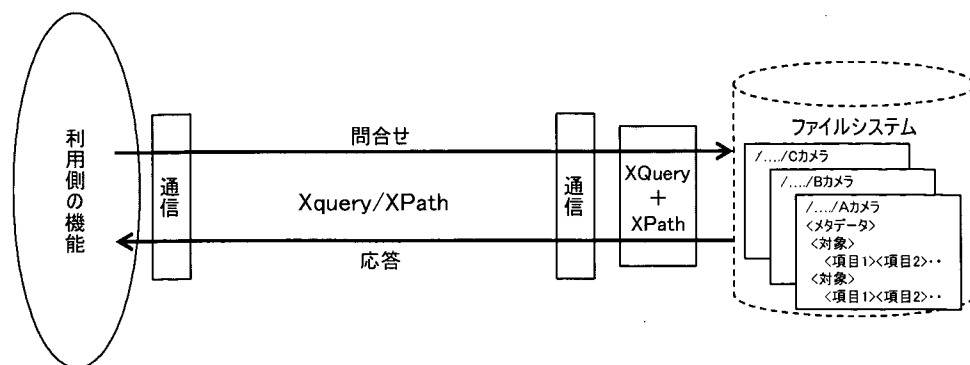 利用側の機能
通信
問合せ
Xquery/XPath
応答
通信
XQuery
+
XPath
ファイルシステム
/..../Cカメラ
/..../Bカメラ
/..../Aカメラ
<メタデータ>
<対象>
<項目1><項目2>‥
<対象>
<項目1><項目2>‥